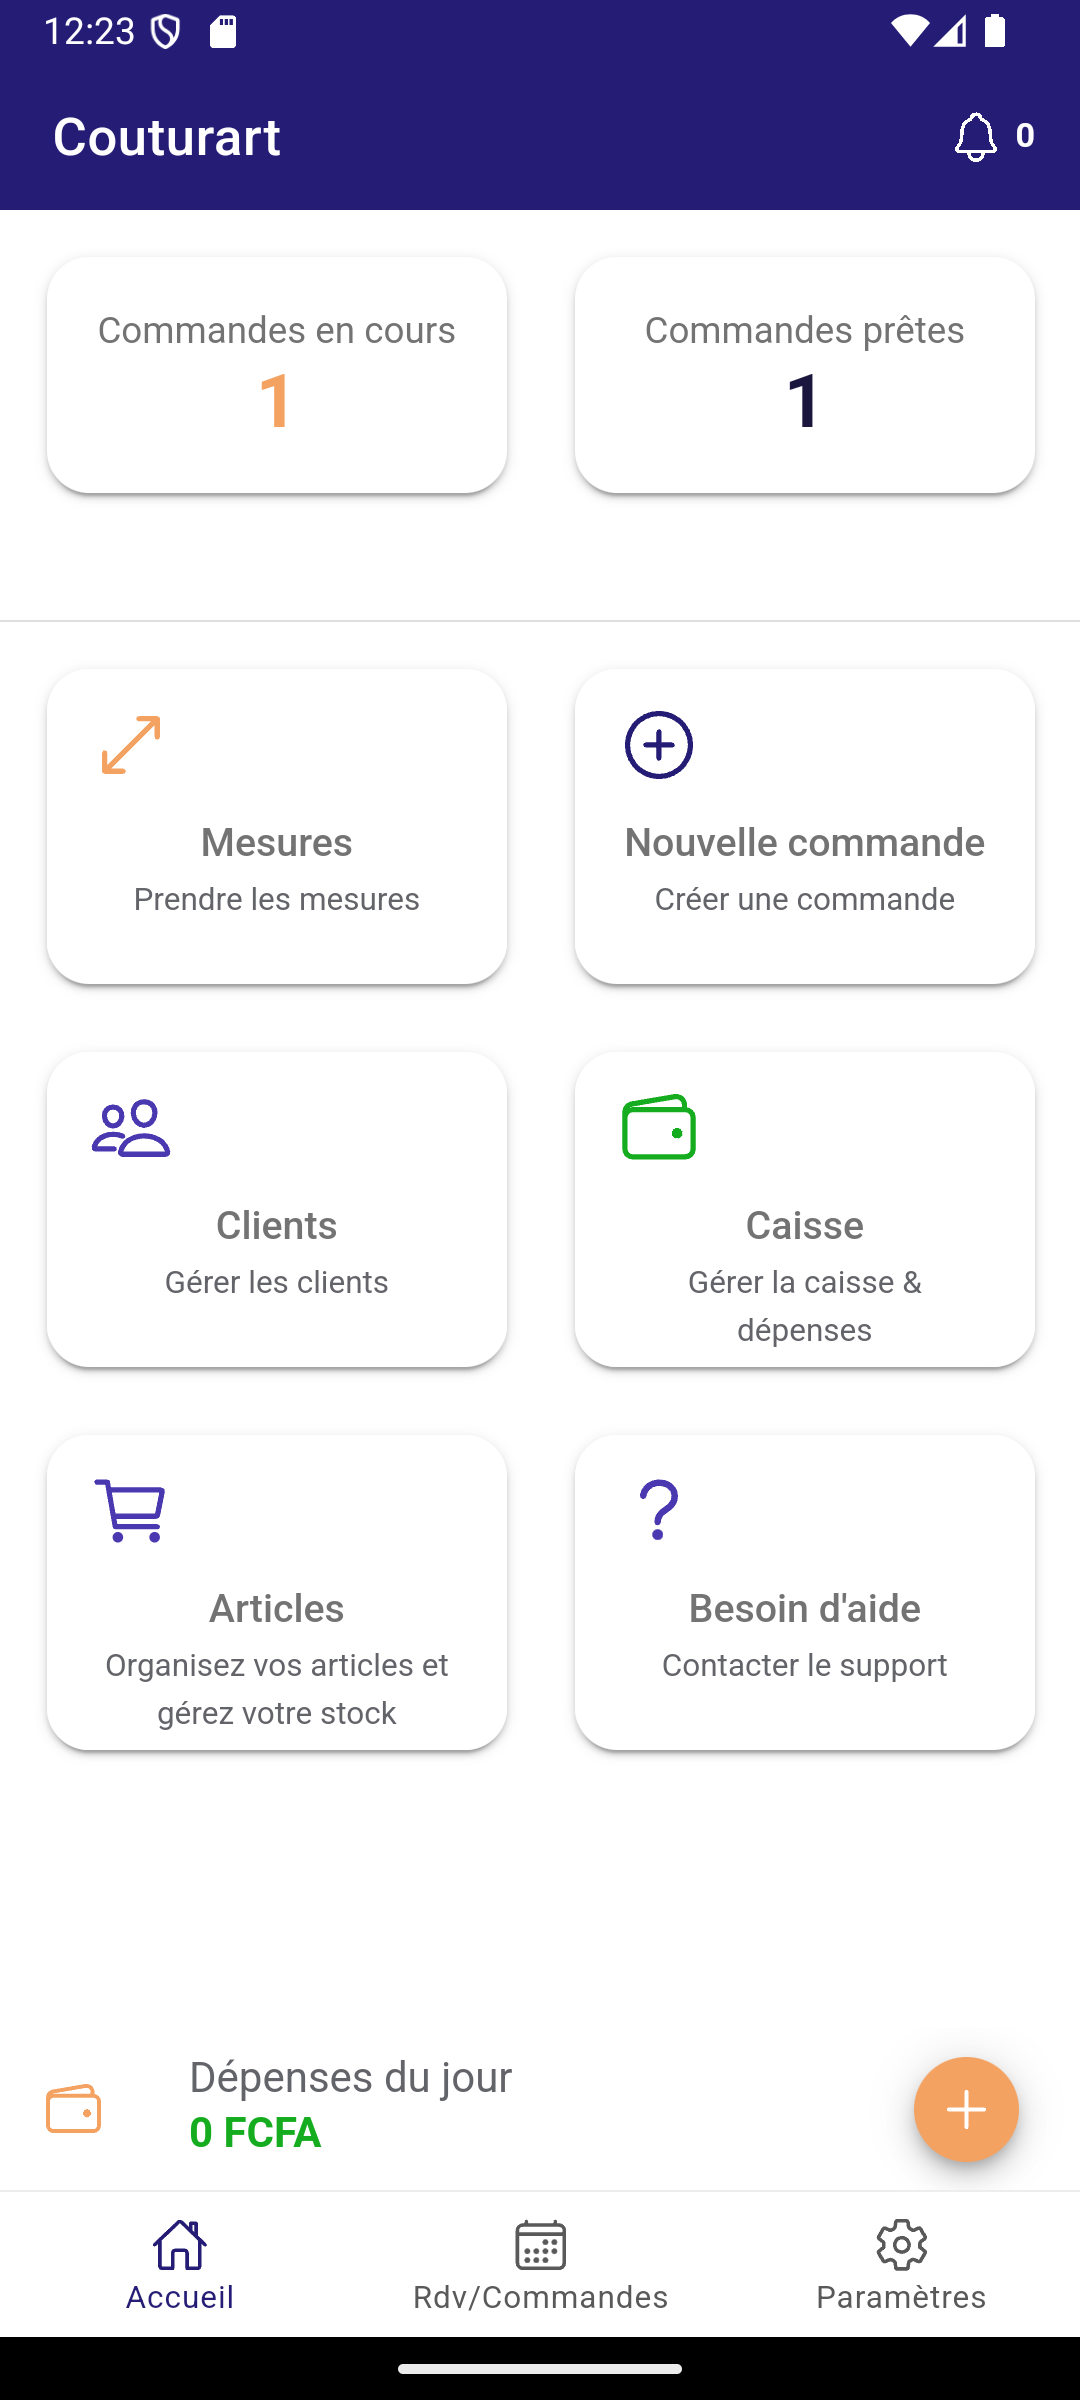 12:23
Couturart
0
Commandes en cours
1
Commandes prêtes
1
Mesures
Prendre les mesures
Nouvelle commande
Créer une commande
Clients
Gérer les clients
Caisse
Gérer la caisse &
dépenses
Articles
Organisez vos articles et
gérez votre stock
Besoin d'aide
Contacter le support
Dépenses du jour
0 FCFA
Accueil
Rdv/Commandes
Paramètres